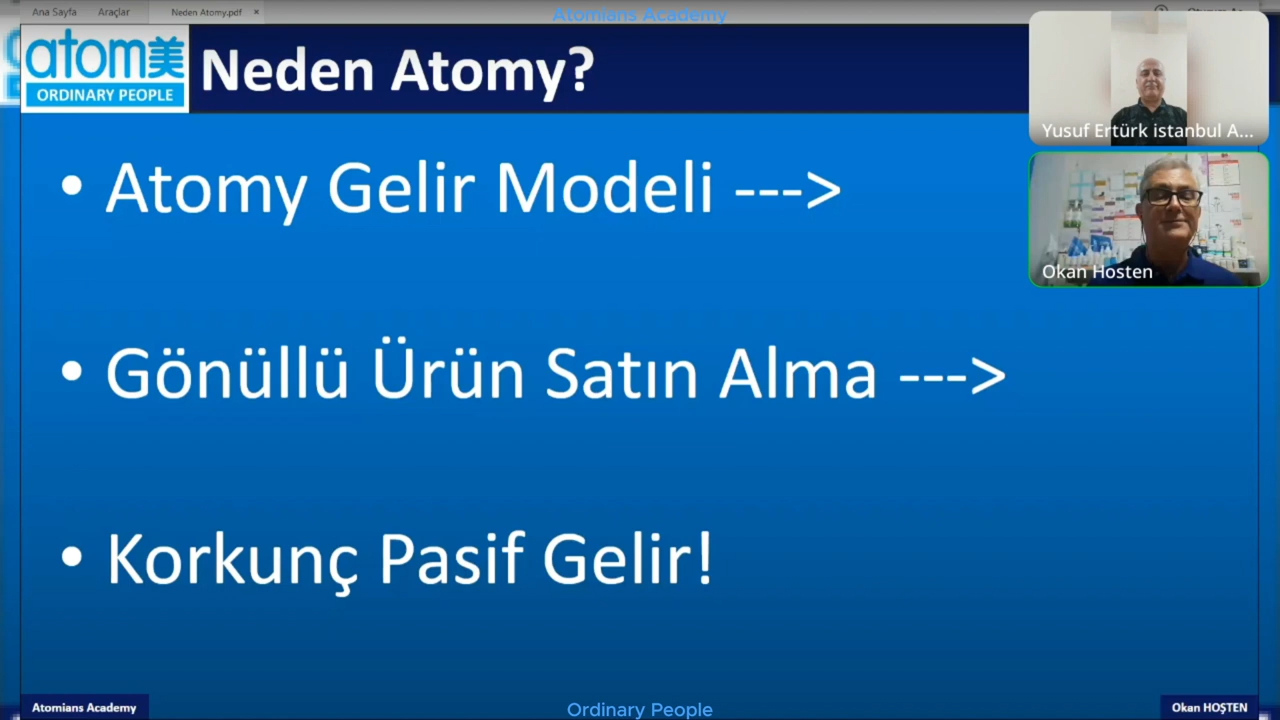 Ana Sayfa Araçlar Neden Atomy.pdf ×
Atomians Academy
atom美
ORDINARY PEOPLE
Neden Atomy?
Yusuf Ertürk istanbul A...
Okan Hosten
• Atomy Gelir Modeli --->
• Gönüllü Ürün Satın Alma --->
• Korkunç Pasif Gelir!
Atomians Academy
Ordinary People
Okan HOŞTEN